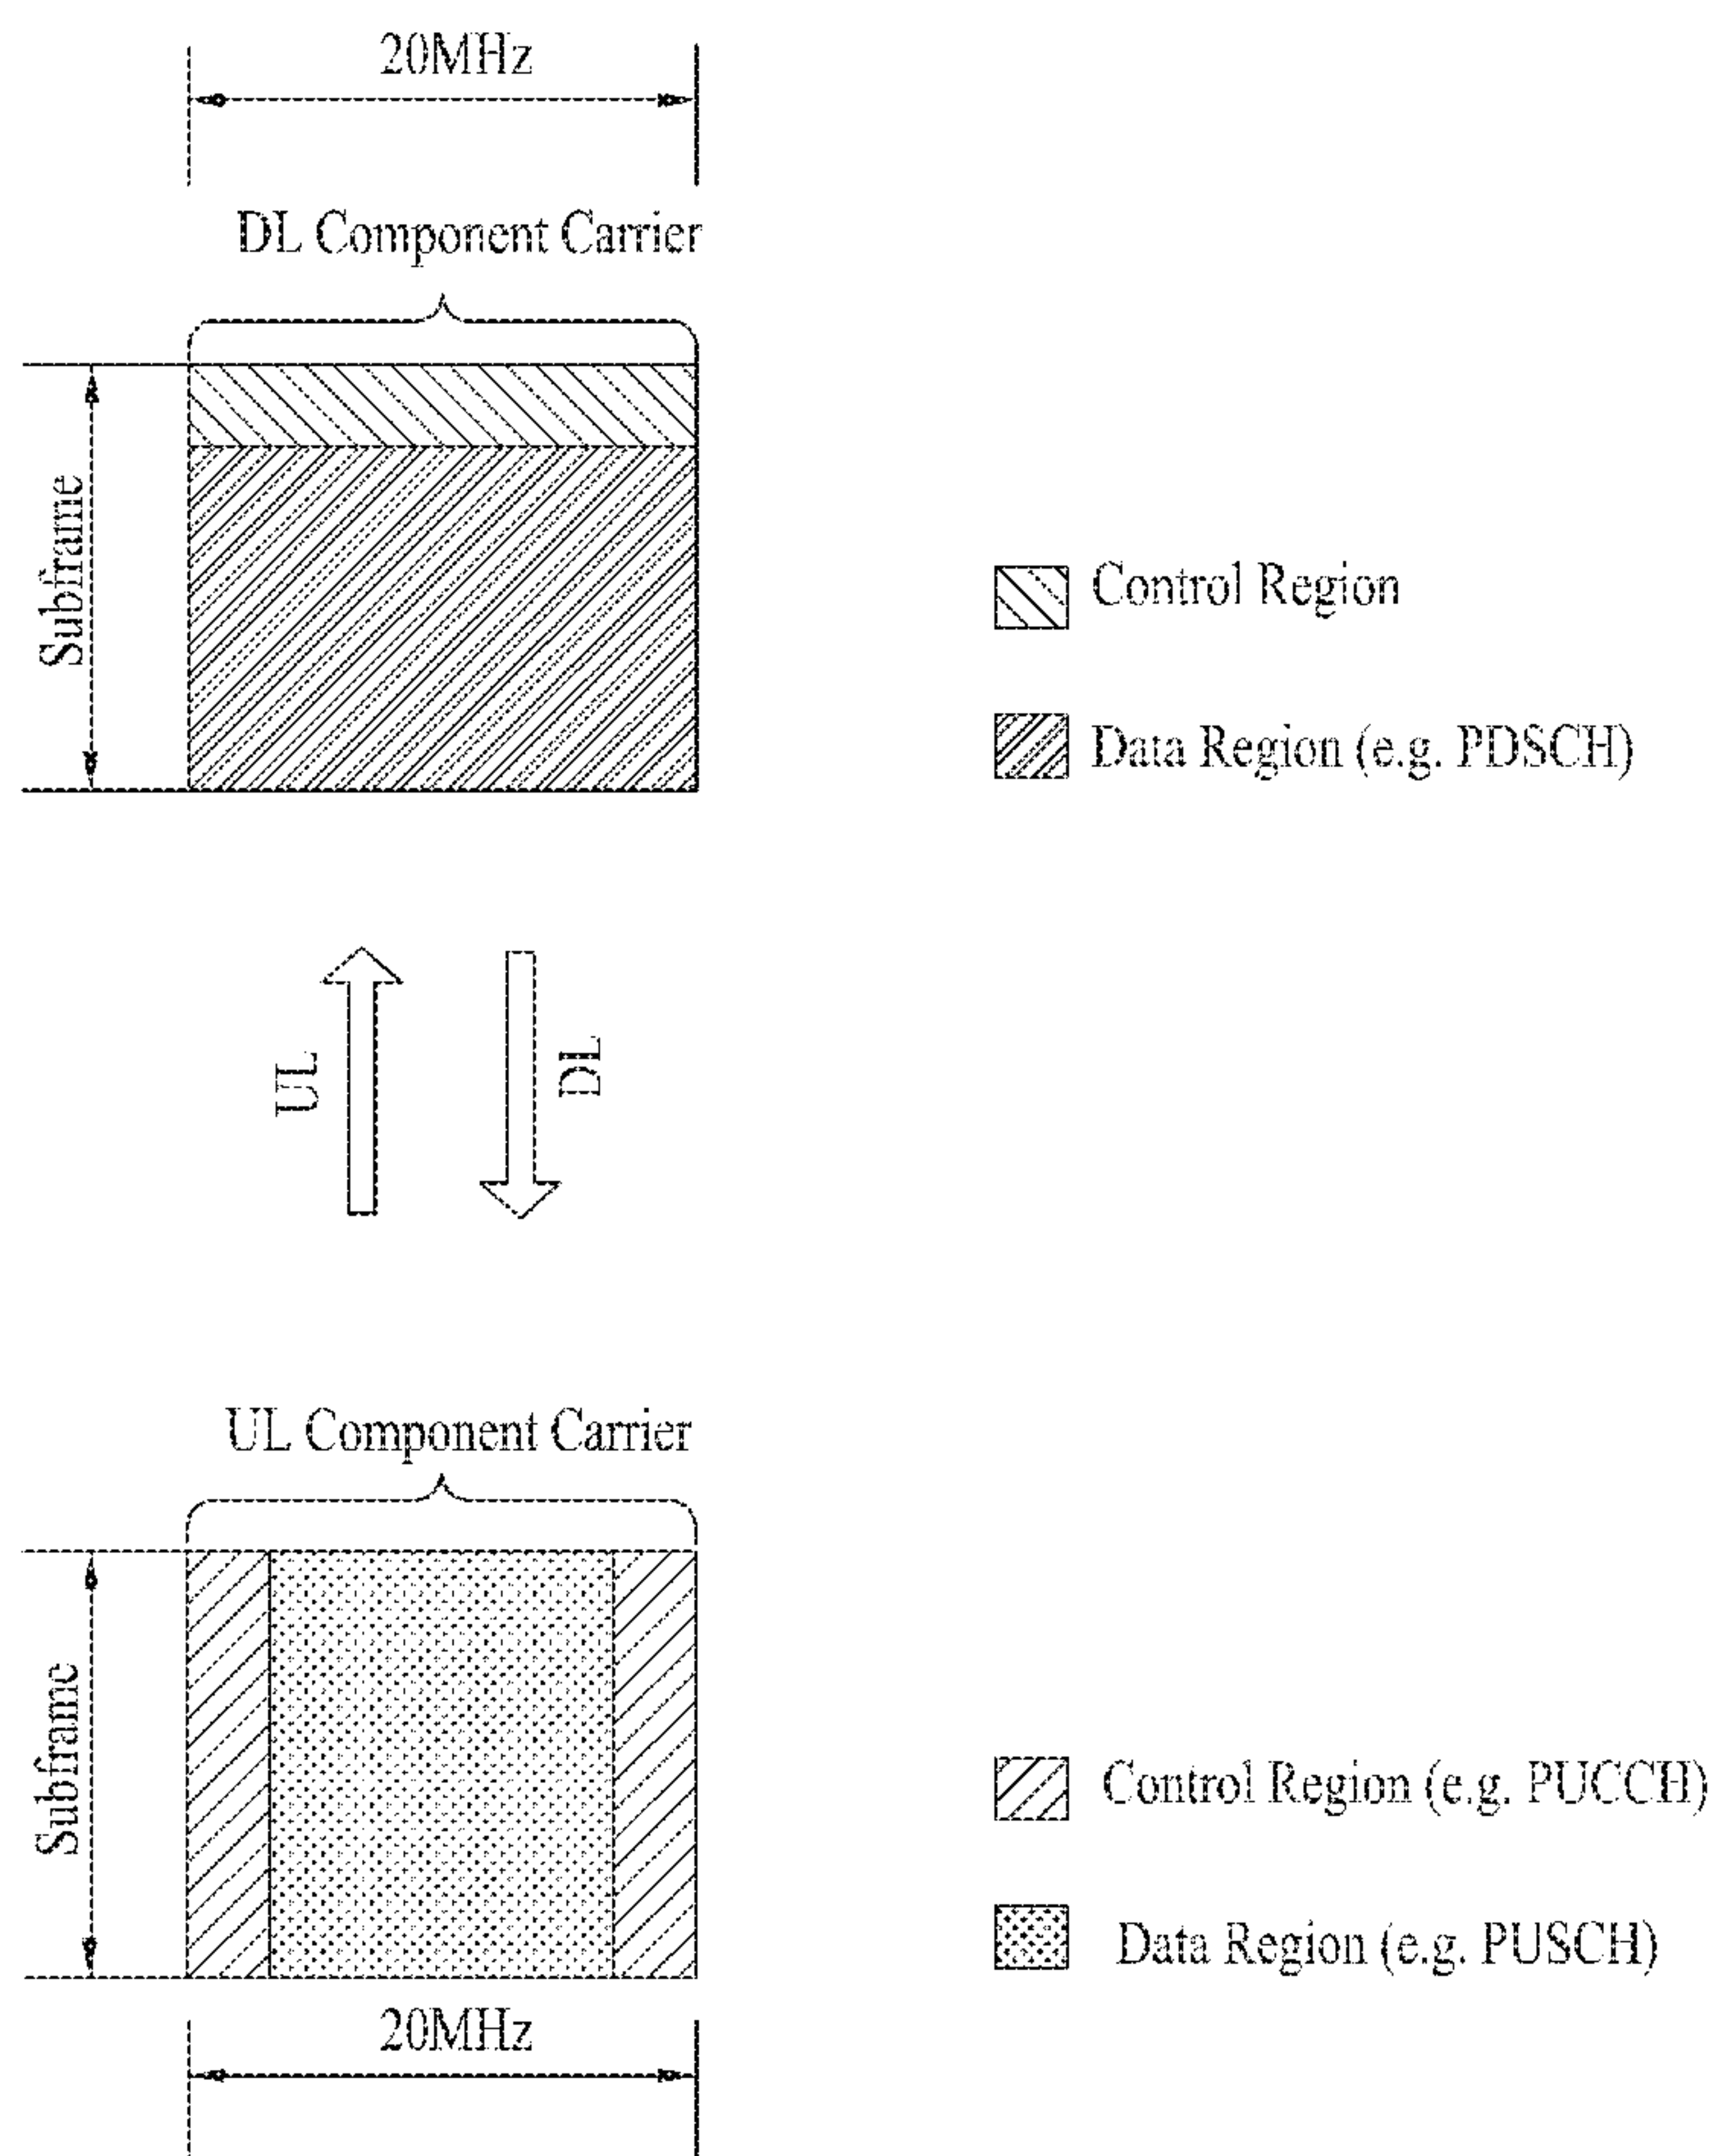 20MHz
DL Component Carrier
Subframe
Control Region
Data Region (e.g. PDSCH)
UL
DL
UL Component Carrier
Subframe
Control Region (e.g. PUCCH)
Data Region (e.g. PUSCH)
20MHz